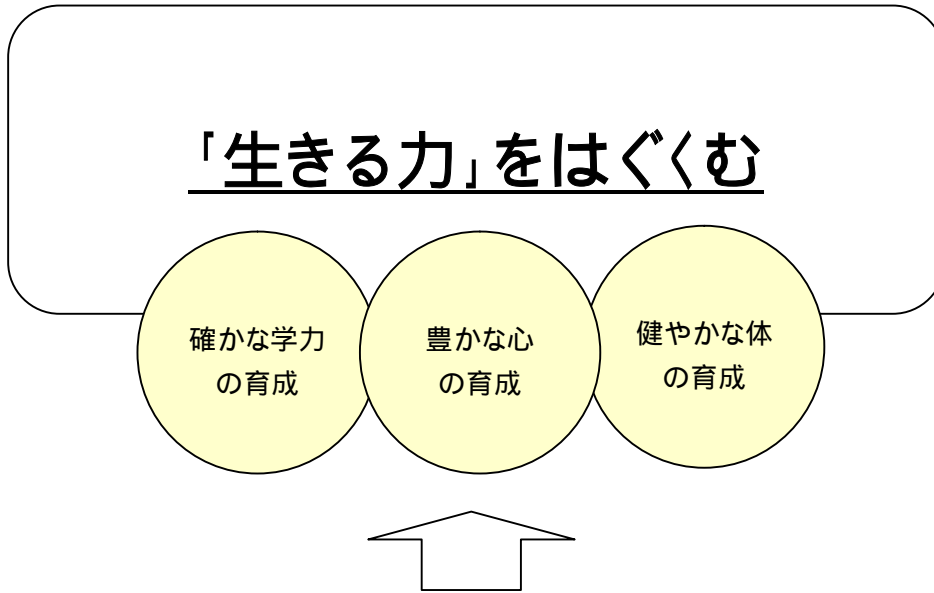 「生きる力」をはぐくむ
確かな学力
の育成
豊かな心
の育成
健やかな体
の育成